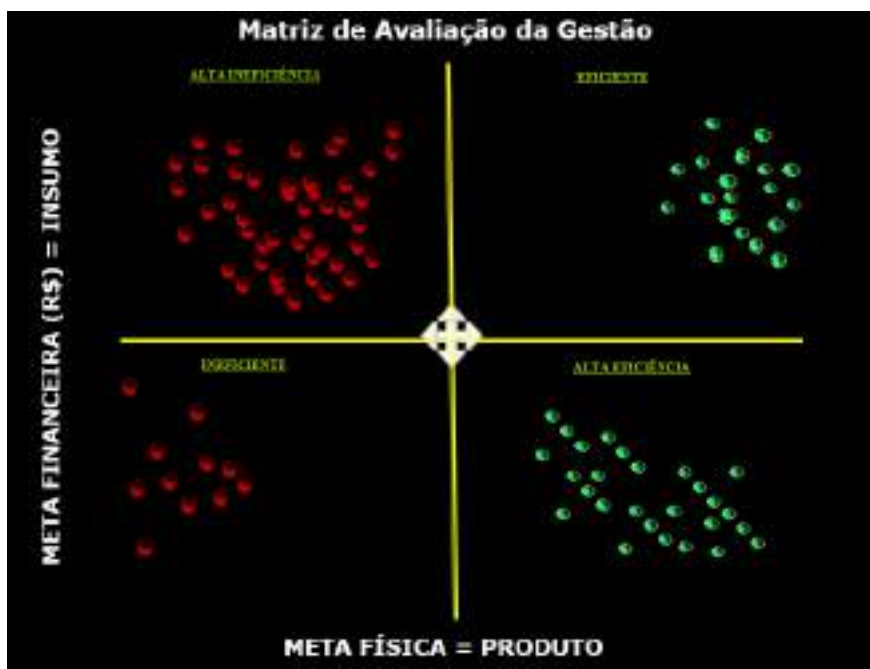 Matriz de Avaliação da Gestão
ALTA INEFICIÊNCIA
EFICIENTE
META FINANCEIRA (R$) = INSUMO
INEFICIENTE
ALTA EFICIÊNCIA
META FÍSICA = PRODUTO